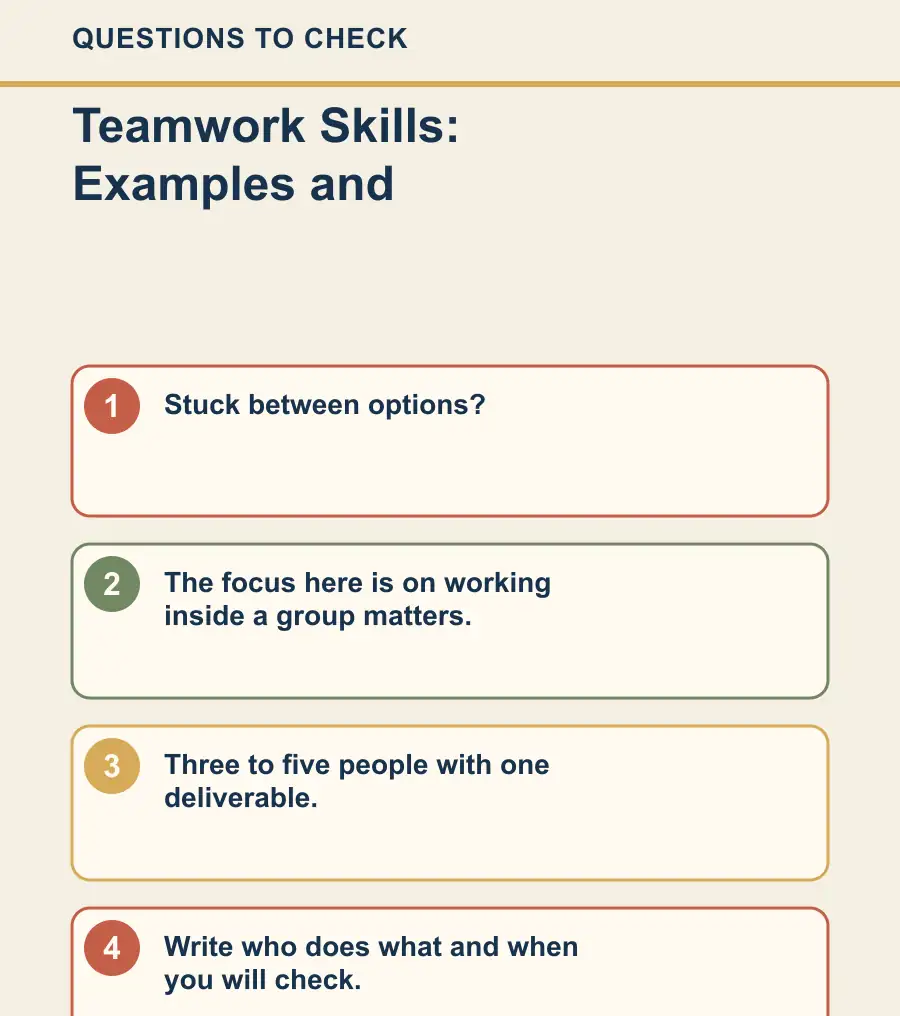 QUESTIONS TO CHECK
Teamwork Skills:
Examples and
1
Stuck between options?
2
The focus here is on working
inside a group matters.
3
Three to five people with one
deliverable.
4
Write who does what and when
you will check.